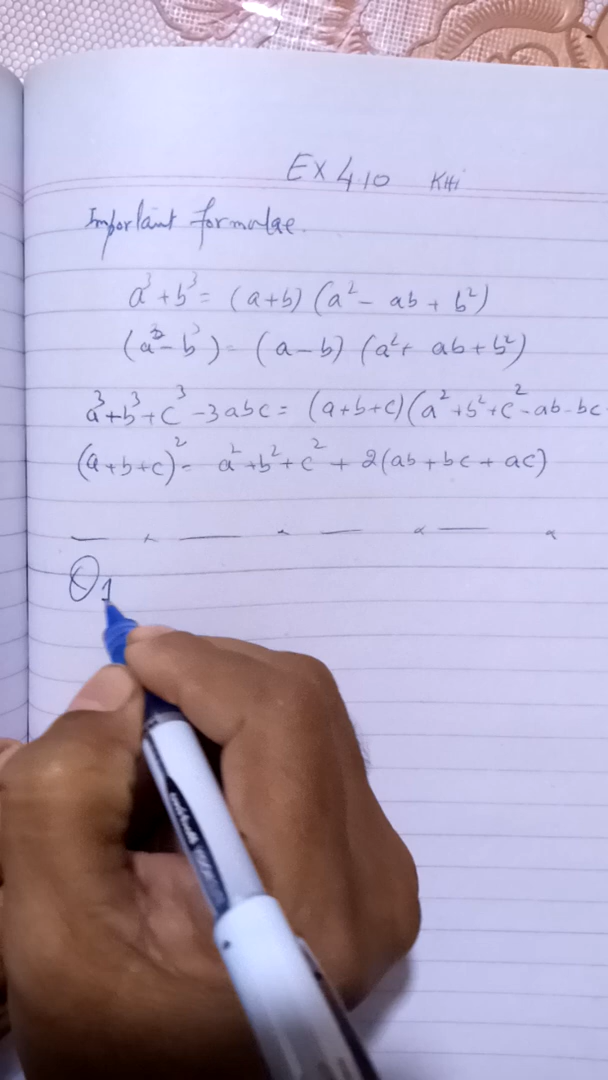 Ex 4.10 KHi
Important formulae.
a³ + b³ = (a+b) (a² - ab + b²)
(a³ - b³) = (a-b) (a² + ab + b²)
a³ + b³ + c³ - 3abc = (a+b+c) (a² + b² + c² - ab - bc
(a+b+c)² = a² + b² + c² + 2(ab + bc + ac)
Q1